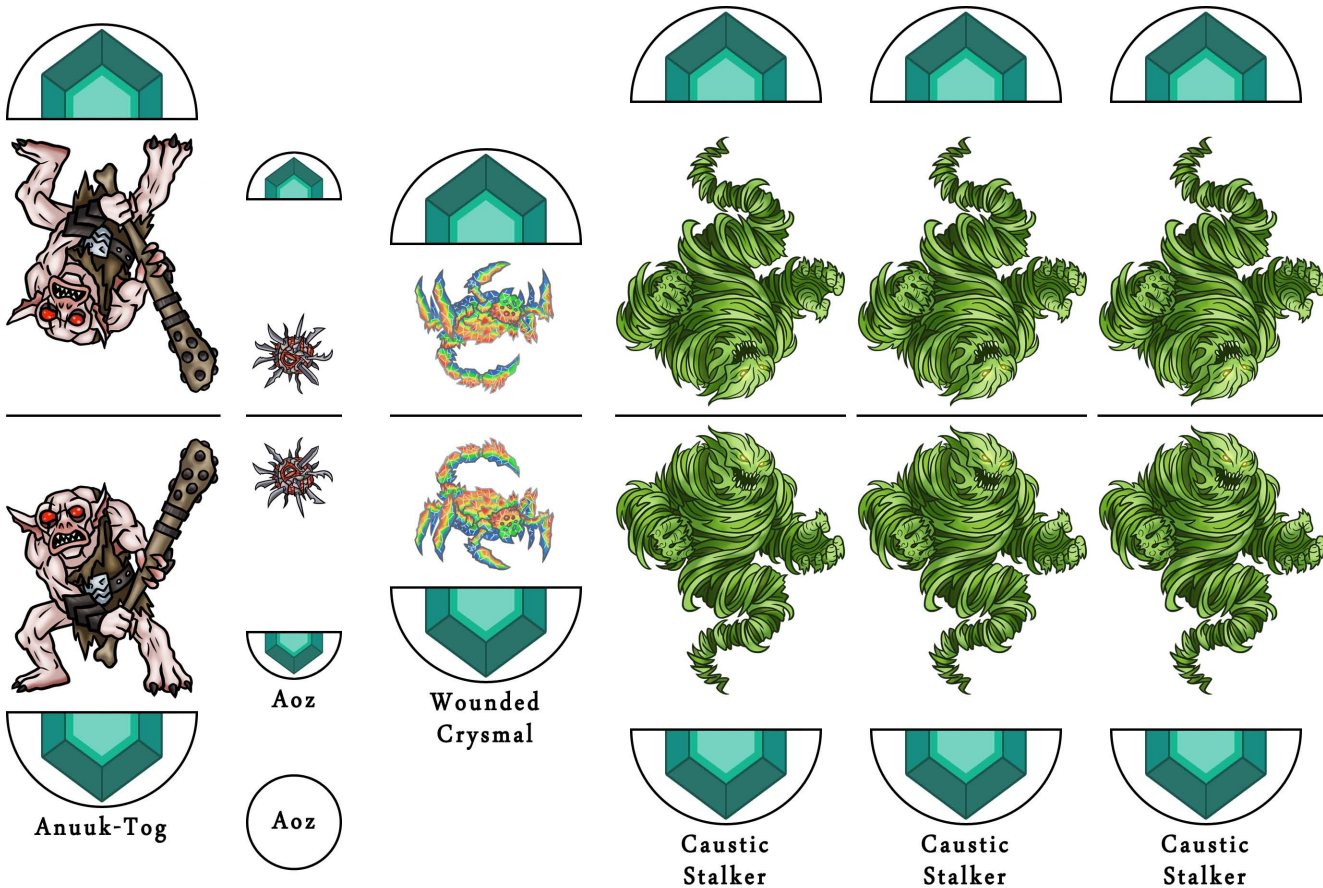 Aoz
Wounded
Crysmal
Anuuk-Tog
Aoz
Caustic
Stalker
Caustic
Stalker
Caustic
Stalker